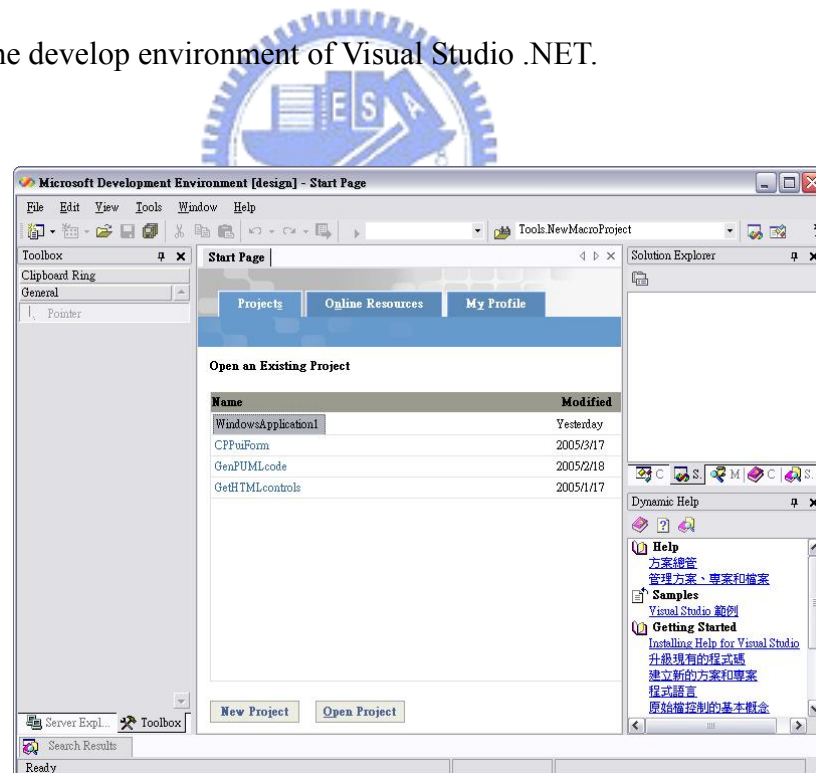 ne develop environment of Visual Studio .NET.
ES
Microsoft Development Environment [design] - Start Page
File Edit View Tools Window Help
Tools.NewMacroProject
Toolbox
Clipboard Ring
General
Pointer
Server Expl... Toolbox
Start Page
Projects Online Resources My Profile
Open an Existing Project
Name Modified
WindowsApplication1 Yesterday
CPPuiForm 2005/3/17
GenPUMLcode 2005/2/18
GetHTMLcontrols 2005/1/17
New Project Open Project
Solution Explorer
C S. M C S.
Dynamic Help
Help
方案總管
管理方案、專案和檔案
Samples
Visual Studio 範例
Getting Started
Installing Help for Visual Studio
升級現有的程式碼
建立新的方案和專案
程式語言
原始檔控制的基本概念
Search Results
Ready